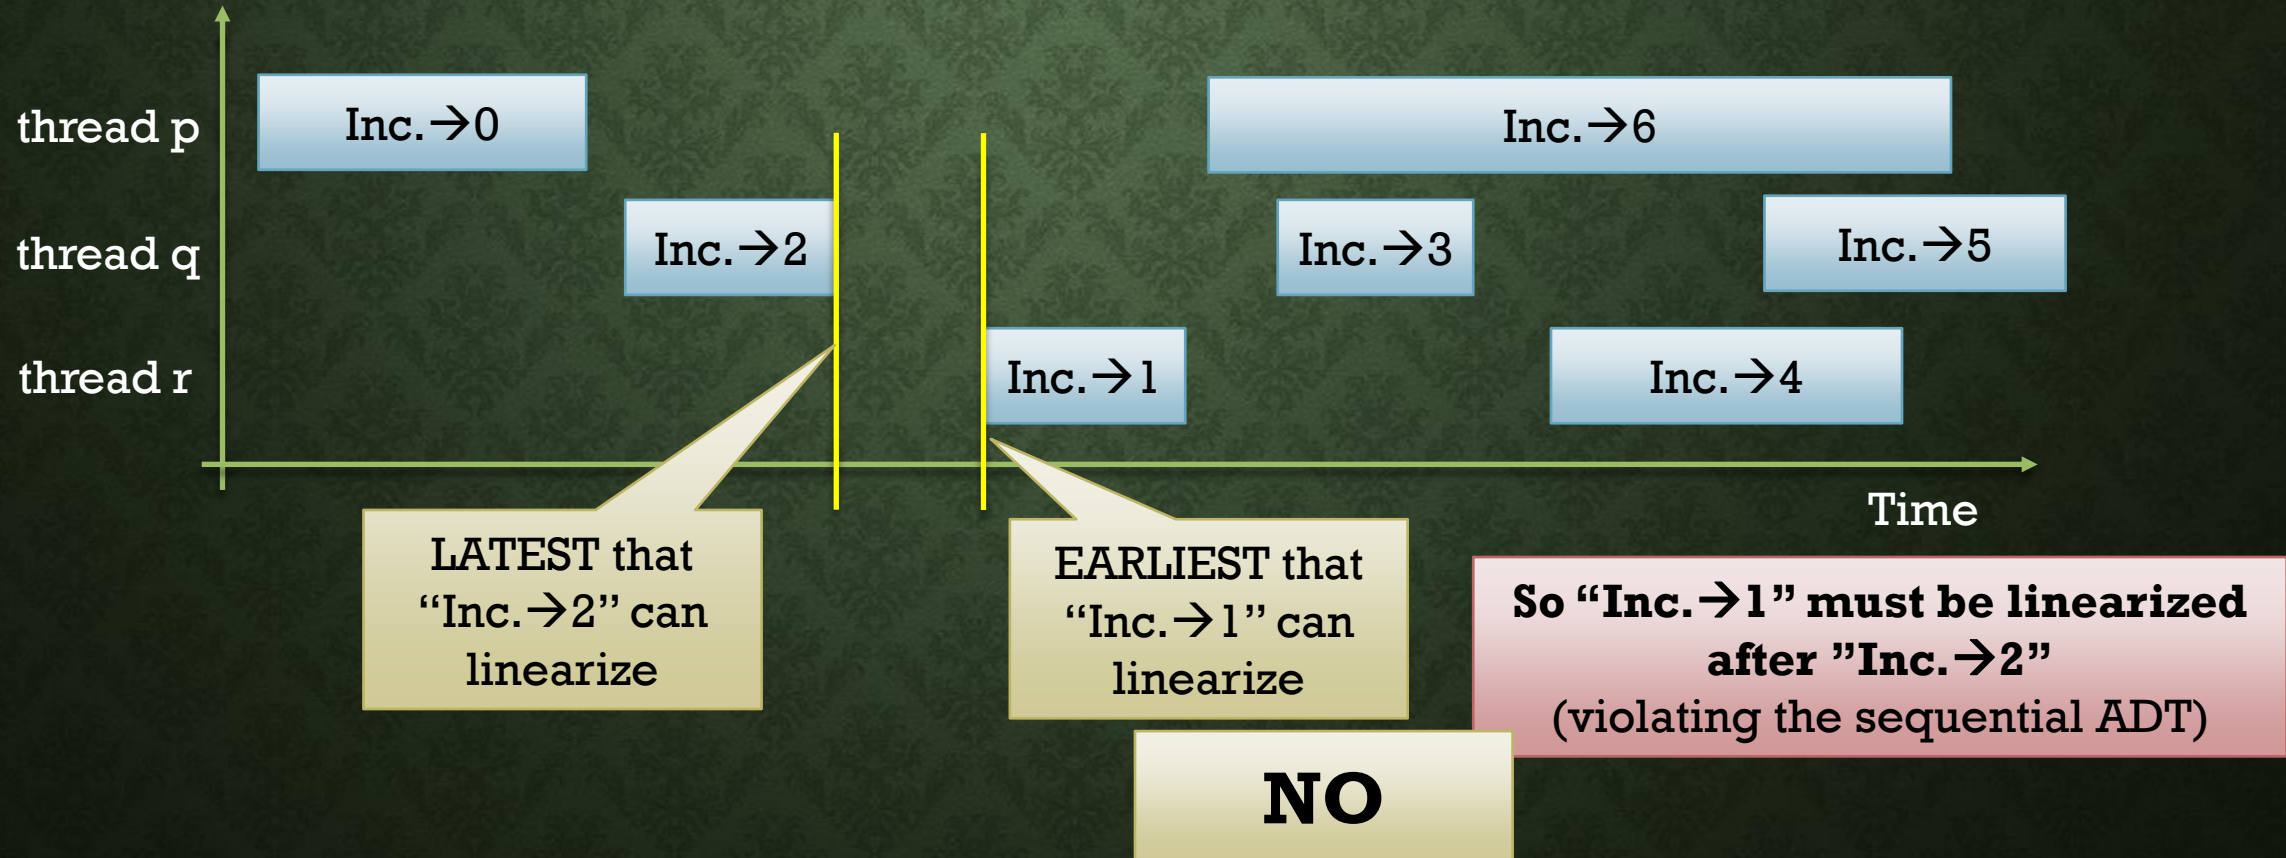 thread p
Inc.→0
Inc.→6
thread q
Inc.→2
Inc.→3
Inc.→5
thread r
Inc.→1
Inc.→4
Time
LATEST that
“Inc.→2” can
linearize
EARLIEST that
“Inc.→1” can
linearize
So “Inc.→1” must be linearized
after ”Inc.→2”
(violating the sequential ADT)
NO